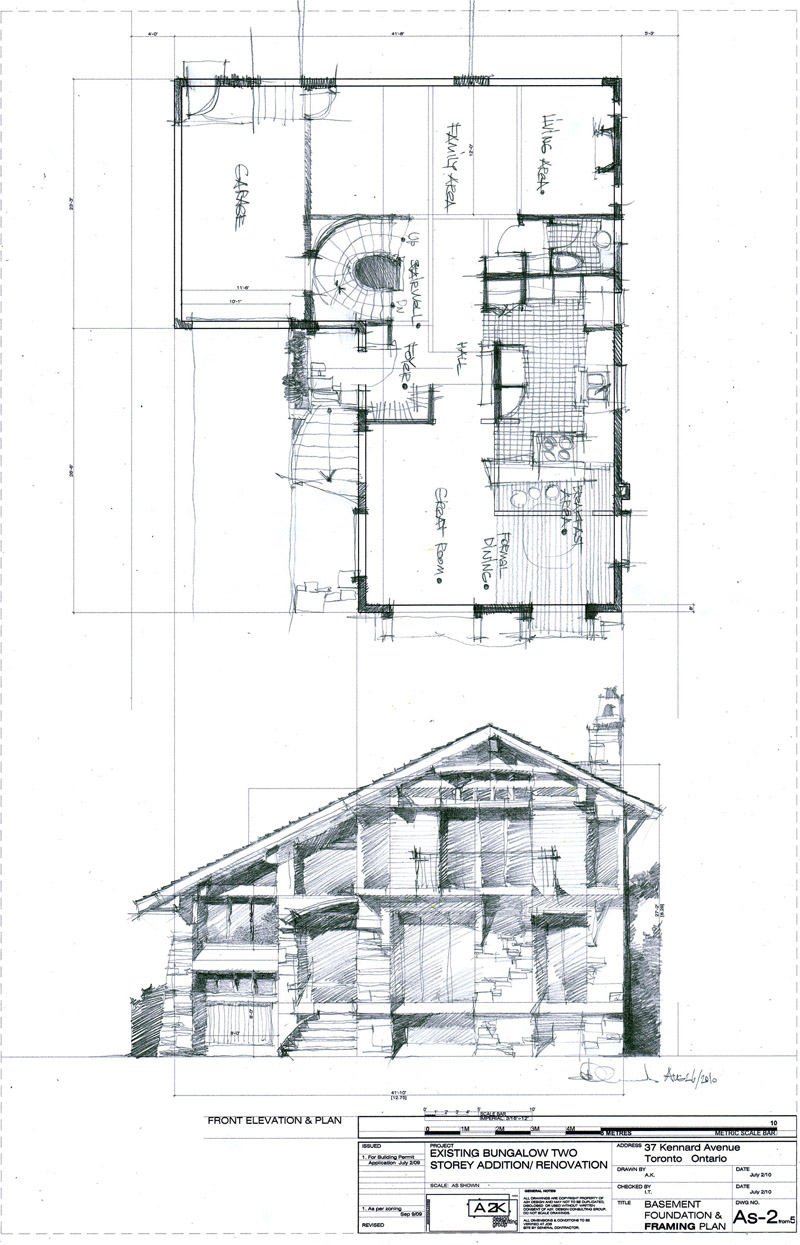 4'-0"
41'-8"
5'-3"
LIVING AREA
FAMILY AREA
GARAGE
UP
STAIRWELL
DN
11'-6"
10'-1"
FOYER
HALL
BREAKFAST AREA
GREAT ROOM
FORMAL DINING
8"
9'-0"
AUG 6/2010
41'-10"
[12.75]
FRONT ELEVATION & PLAN
SCALE BAR
IMPERIAL: 3/16"=12"
0 1M 2M 3M 4M 5 METRES
10
METRIC SCALE BAR
ISSUED
1. For Building Permit
Application July 2/09
1. As per zoning
Sep 6/09
REVISED
PROJECT
EXISTING BUNGALOW TWO
STOREY ADDITION/ RENOVATION
SCALE: AS SHOWN
A2K
design
consulting
group
GENERAL NOTES
ALL DRAWINGS ARE COPYRIGHT PROPERTY OF
A2K DESIGN AND MAY NOT TO BE DUPLICATED,
DISCLOSED OR USED WITHOUT WRITTEN
CONSENT OF A2K DESIGN CONSULTING GROUP.
DO NOT SCALE DRAWINGS.
ALL DIMENSIONS & CONDITIONS TO BE
VERIFIED AT JOB
SITE BY GENERAL CONTRACTOR.
ADDRESS 37 Kennard Avenue
Toronto Ontario
DRAWN BY
A.K.
DATE
July 2/10
CHECKED BY
I.T.
DATE
July 2/10
TITLE
BASEMENT
FOUNDATION &
FRAMING PLAN
DWG NO.
As-2 from 5